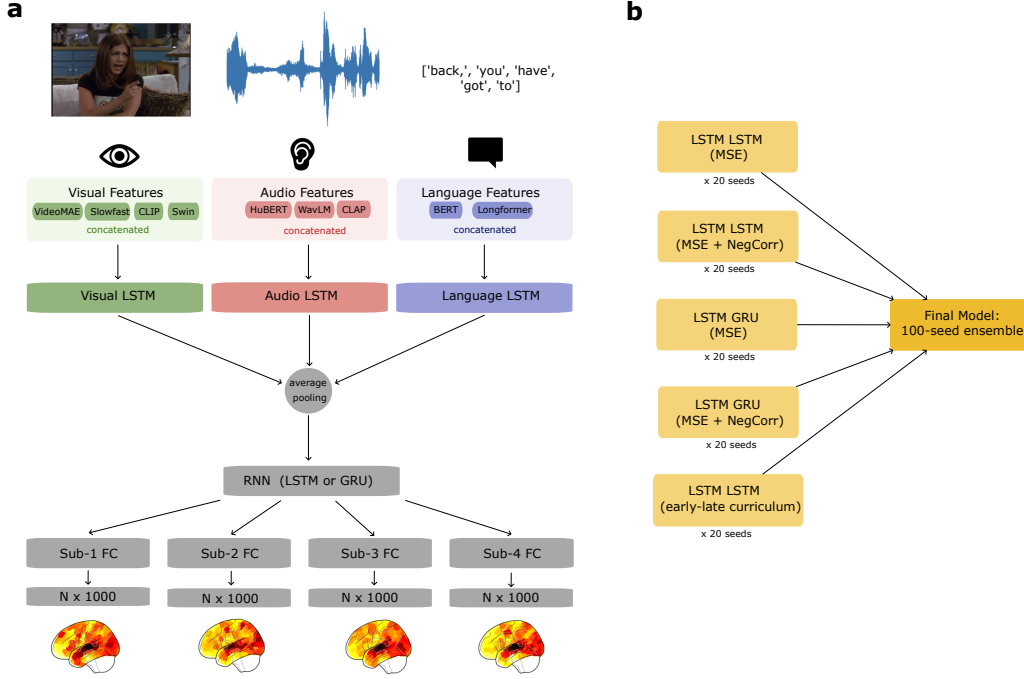 a
['back,', 'you', 'have',
'got', 'to']
Visual Features
VideoMAE Slowfast CLIP Swin
concatenated
Audio Features
HuBERT WavLM CLAP
concatenated
Language Features
BERT Longformer
concatenated
Visual LSTM
Audio LSTM
Language LSTM
average
pooling
RNN (LSTM or GRU)
Sub-1 FC
Sub-2 FC
Sub-3 FC
Sub-4 FC
N x 1000
N x 1000
N x 1000
N x 1000
b
LSTM LSTM
(MSE)
x 20 seeds
LSTM LSTM
(MSE + NegCorr)
x 20 seeds
LSTM GRU
(MSE)
x 20 seeds
LSTM GRU
(MSE + NegCorr)
x 20 seeds
LSTM LSTM
(early-late curriculum)
x 20 seeds
Final Model:
100-seed ensemble